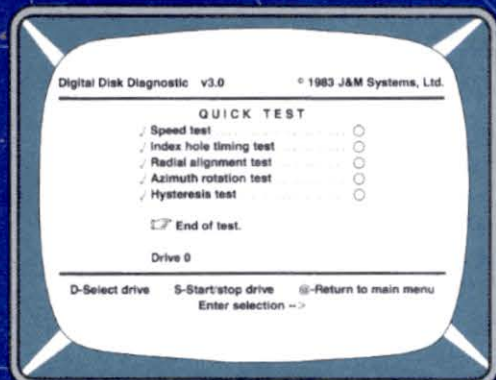 Digital Disk Diagnostic v3.0 © 1983 J&M Systems, Ltd.
QUICK TEST
√ Speed test . . . . . . . . . . . . . . ○
√ Index hole timing test . . . . . . ○
√ Radial alignment test . . . . . . ○
√ Azimuth rotation test . . . . . . ○
√ Hysteresis test . . . . . . . . . . . ○
☞ End of test.
Drive 0
D-Select drive S-Start/stop drive @-Return to main menu
Enter selection -->